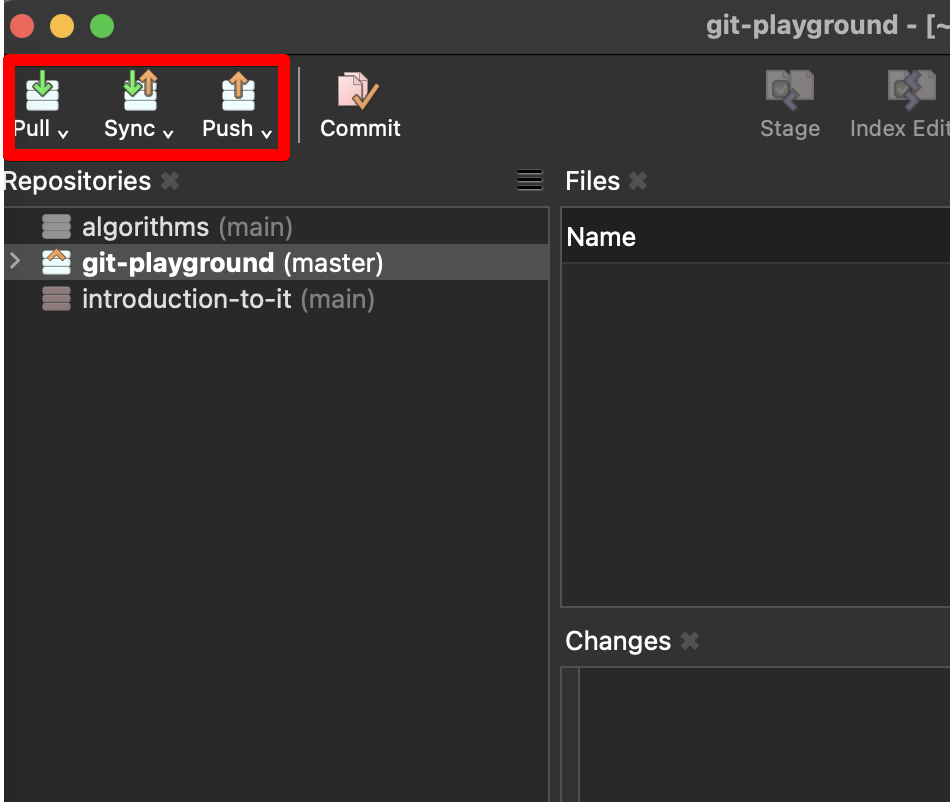 git-playground - [~
Pull Sync Push Commit Stage Index Edit
Repositories Files
algorithms (main)
Name
git-playground (master)
introduction-to-it (main)
Changes